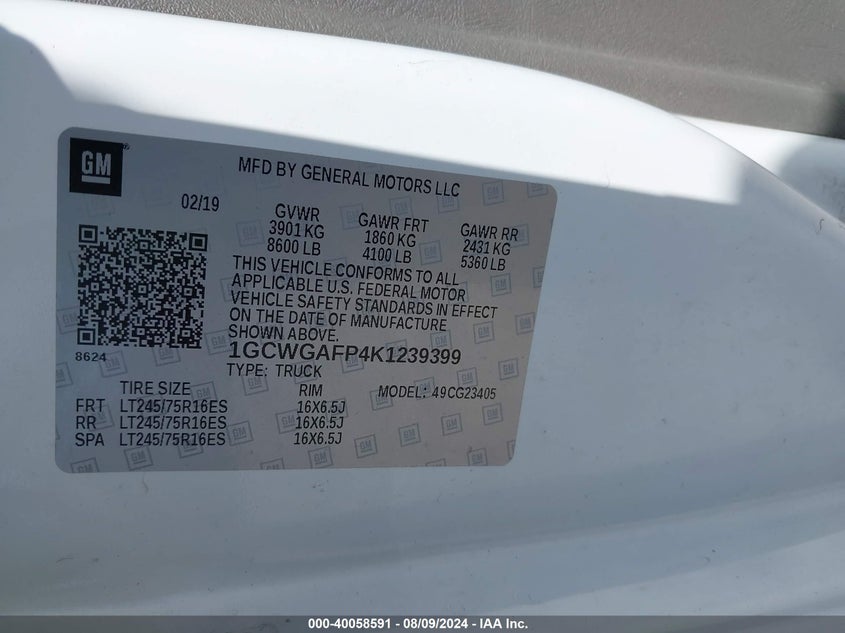 GM
MFD BY GENERAL MOTORS LLC
02/19
GVWR
3901 KG
8600 LB
GAWR FRT
1860 KG
4100 LB
GAWR RR
2431 KG
5360 LB
THIS VEHICLE CONFORMS TO ALL
APPLICABLE U.S. FEDERAL MOTOR
VEHICLE SAFETY STANDARDS IN EFFECT
ON THE DATE OF MANUFACTURE
SHOWN ABOVE.
8624
1GCWGAFP4K1239399
TYPE: TRUCK
MODEL: 49CG23405
TIRE SIZE RIM
FRT LT245/75R16ES 16X6.5J
RR LT245/75R16ES 16X6.5J
SPA LT245/75R16ES 16X6.5J
000-40058591 - 08/09/2024 - IAA Inc.